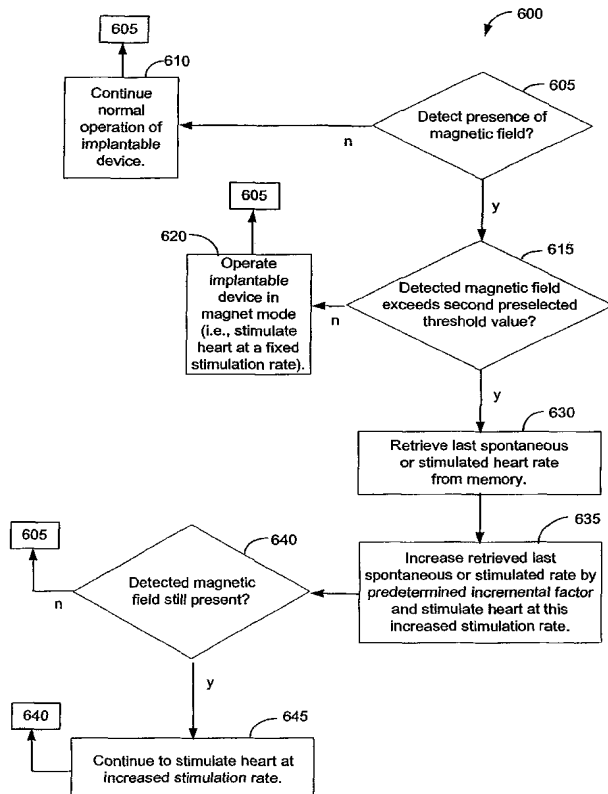 600
605
610
Continue
normal
operation of
implantable
device.
605
Detect presence of
magnetic field?
n
y
605
620
Operate
implantable
device in
magnet mode
(i.e., stimulate
heart at a fixed
stimulation rate).
615
Detected magnetic field
exceeds second preselected
threshold value?
n
y
630
Retrieve last spontaneous
or stimulated heart rate
from memory.
635
Increase retrieved last
spontaneous or stimulated rate by
predetermined incremental factor
and stimulate heart at this
increased stimulation rate.
605
640
Detected magnetic
field still present?
n
y
640
645
Continue to stimulate heart at
increased stimulation rate.